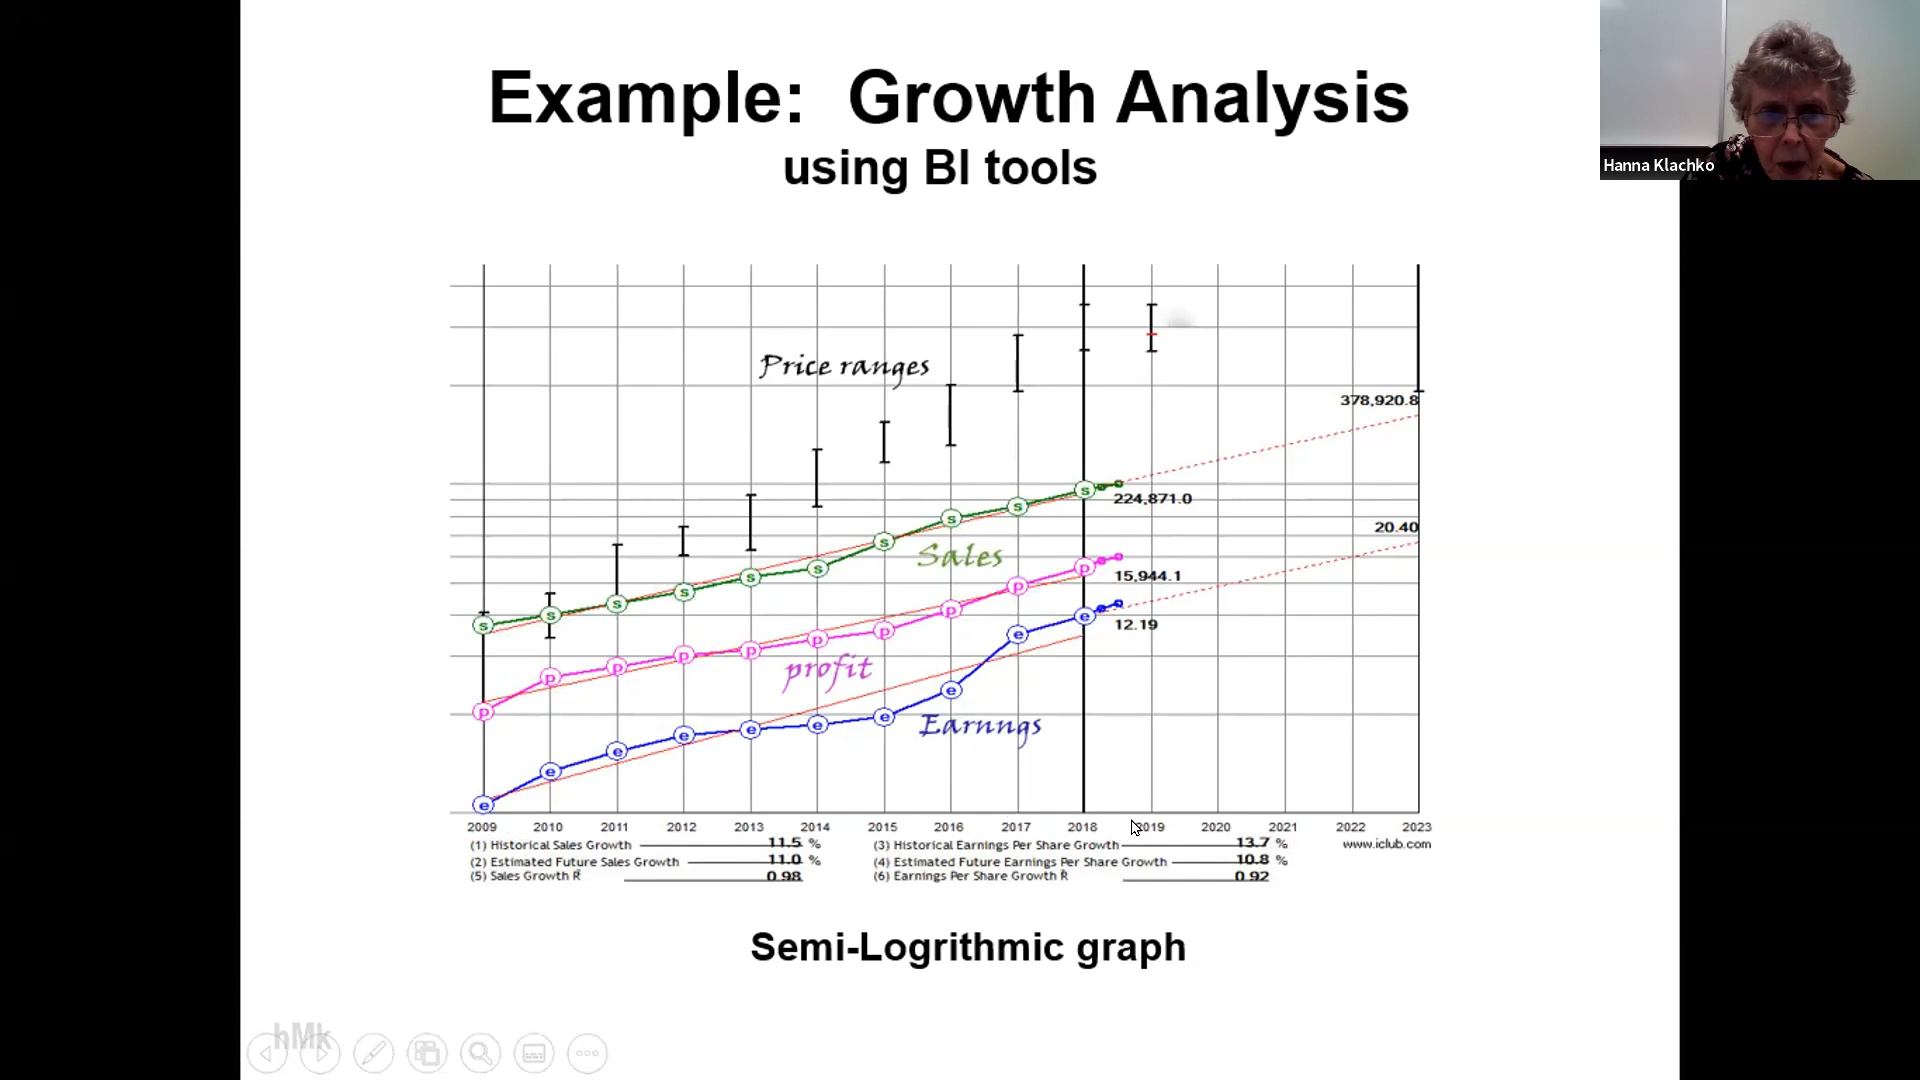 Example: Growth Analysis
using BI tools
Hanna Klachko
Price ranges
378,920.8
224,871.0
20.40
Sales
15,944.1
12.19
profit
Earnngs
2009 2010 2011 2012 2013 2014 2015 2016 2017 2018 2019 2020 2021 2022 2023
(1) Historical Sales Growth 11.5 % (3) Historical Earnings Per Share Growth 13.7 % www.iclub.com
(2) Estimated Future Sales Growth 11.0 % (4) Estimated Future Earnings Per Share Growth 10.8 %
(5) Sales Growth R² 0.98 (6) Earnings Per Share Growth R² 0.92
Semi-Logrithmic graph
hMk